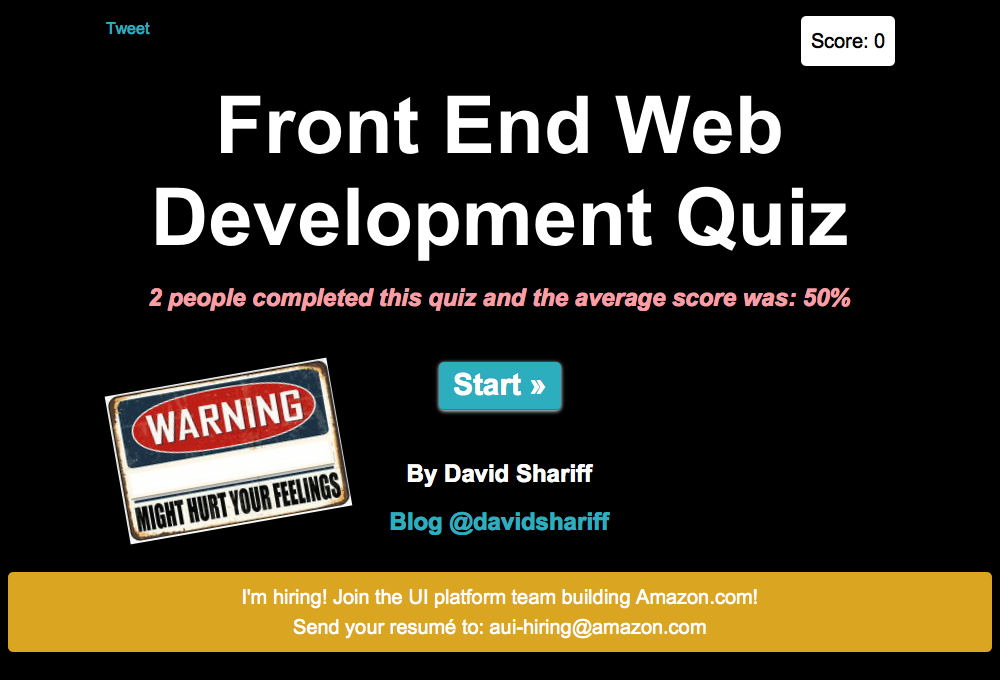 Tweet
Score: 0
Front End Web
Development Quiz
2 people completed this quiz and the average score was: 50%
Start »
WARNING
MIGHT HURT YOUR FEELINGS
By David Shariff
Blog @davidshariff
I'm hiring! Join the UI platform team building Amazon.com!
Send your resumé to: aui-hiring@amazon.com